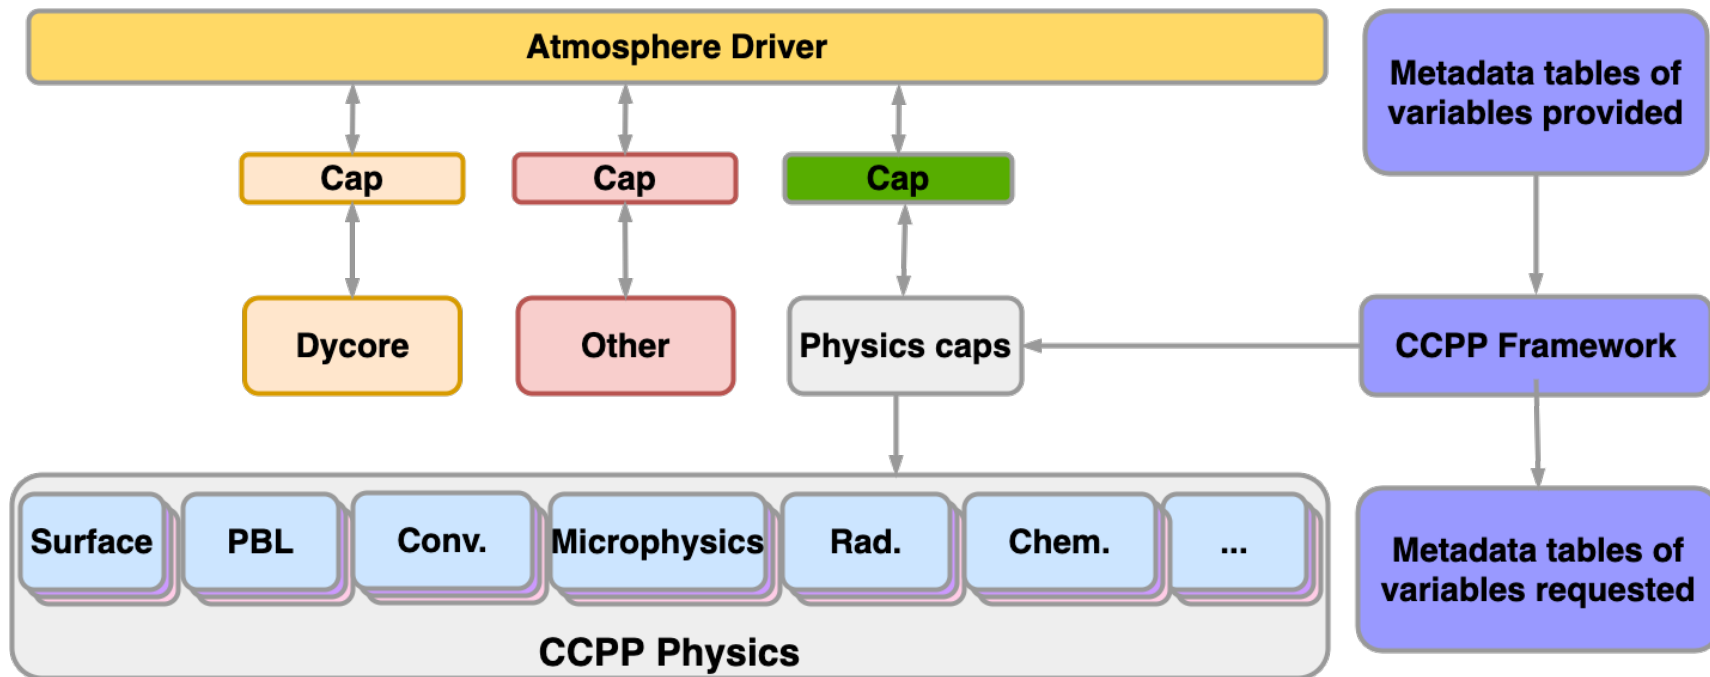 Atmosphere Driver
Metadata tables of
variables provided
Cap
Cap
Cap
Dycore
Other
Physics caps
CCPP Framework
Surface
PBL
Conv.
Microphysics
Rad.
Chem.
...
Metadata tables of
variables requested
CCPP Physics